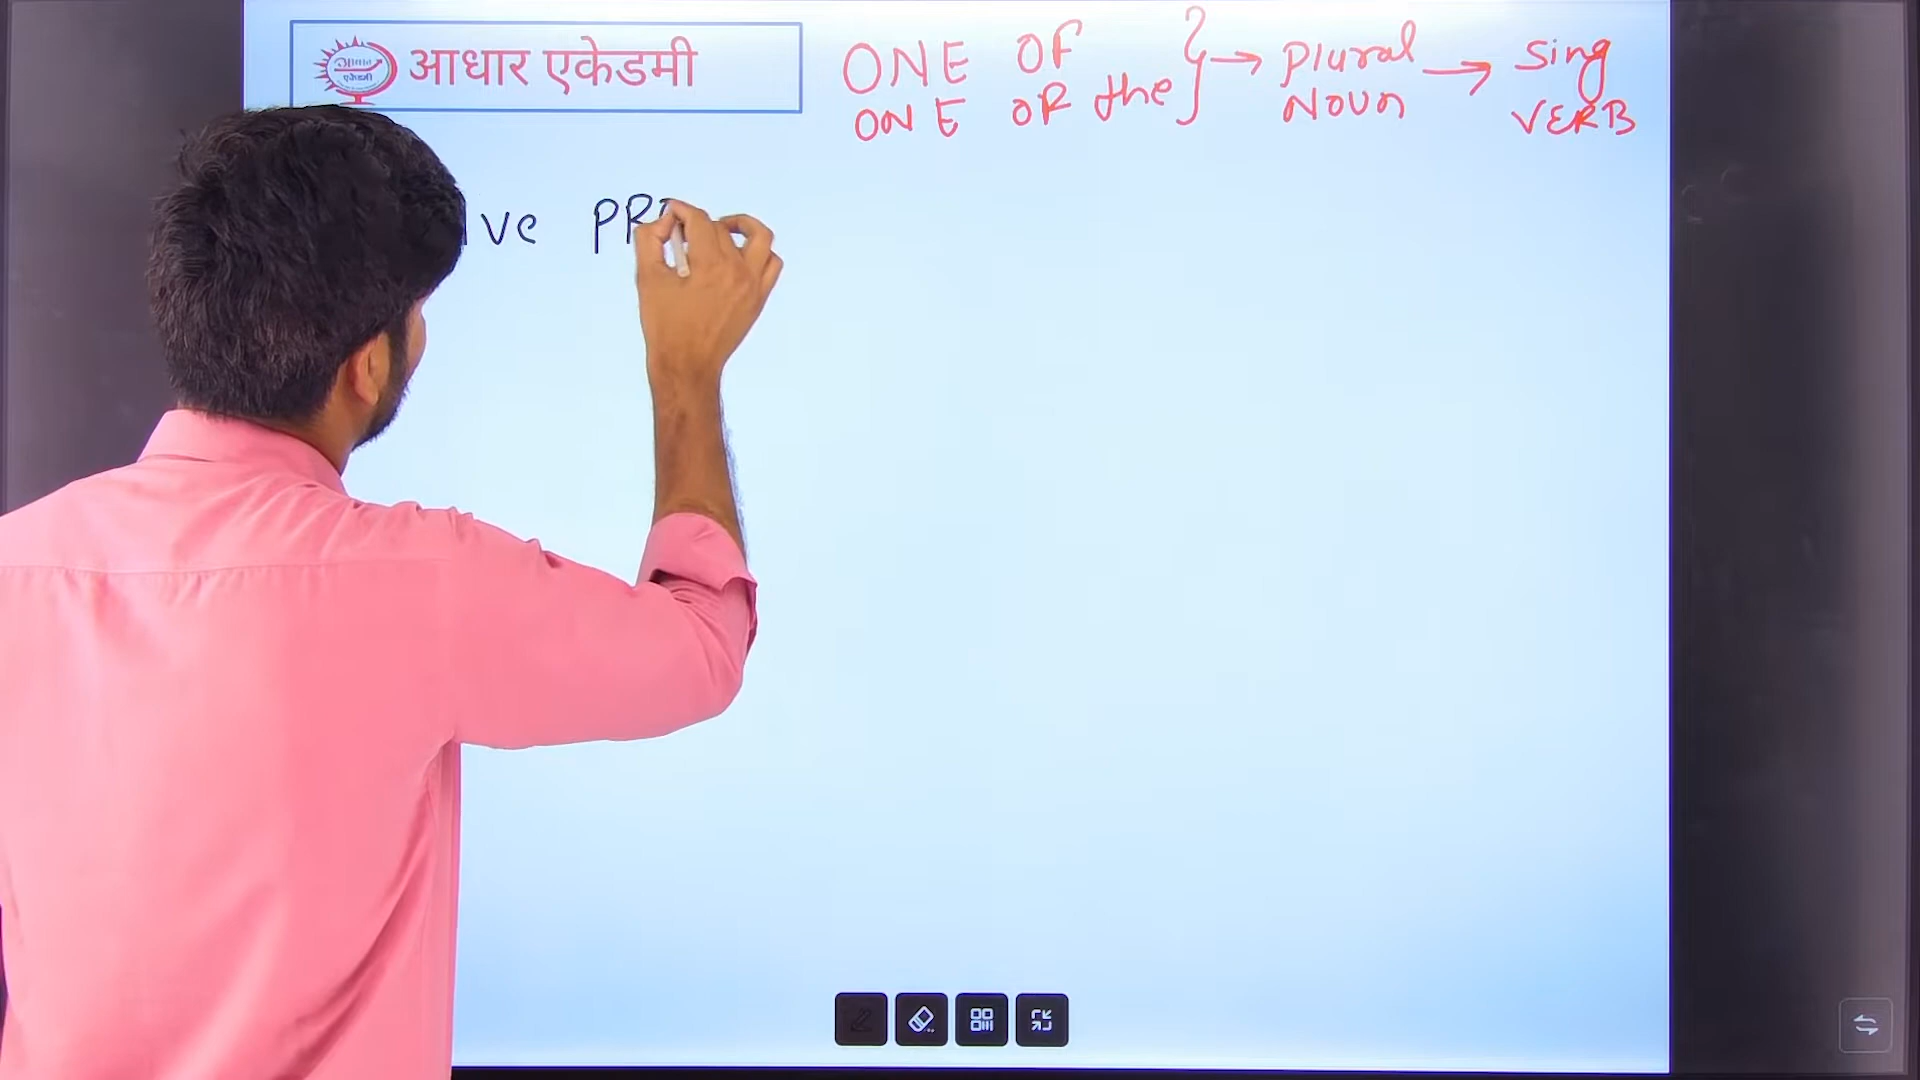 आधार एकेडमी
ONE OF
ONE OF the } → Plural Noun → Sing VERB
ive PR